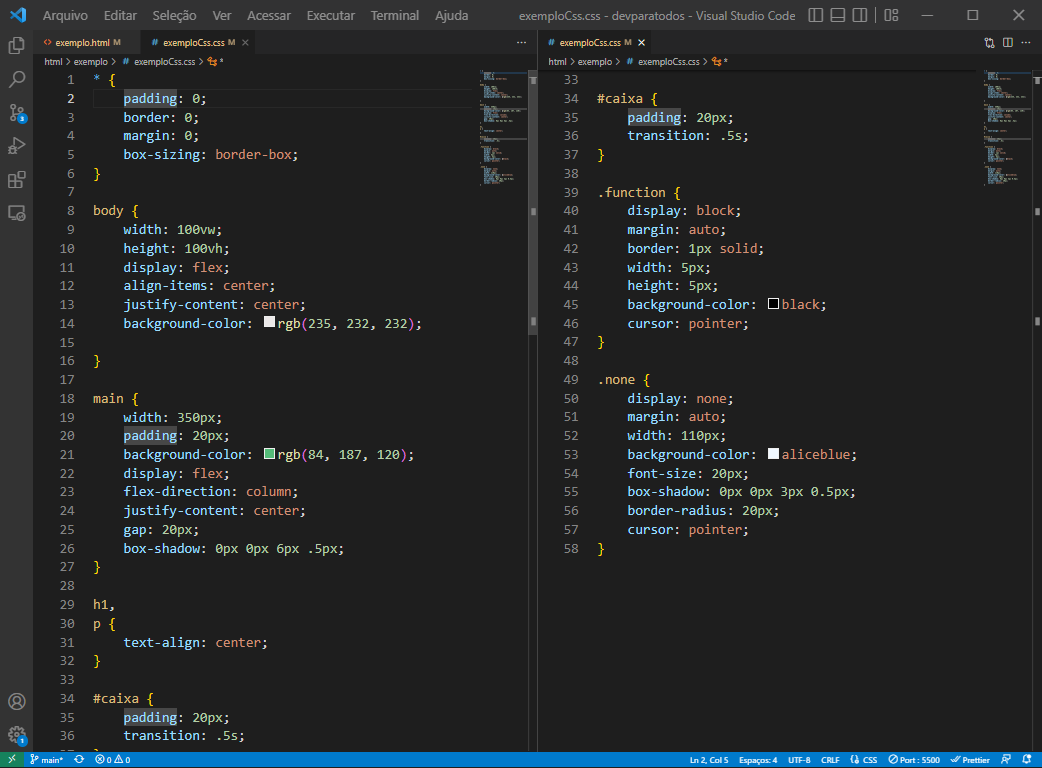 Arquivo Editar Seleção Ver Acessar Executar Terminal Ajuda exemploCss.css - devparatodos - Visual Studio Code
exemplo.html M
# exemploCss.css M
html > exemplo > # exemploCss.css > *
1 * {
2 padding: 0;
3 border: 0;
4 margin: 0;
5 box-sizing: border-box;
6 }
7
8 body {
9 width: 100vw;
10 height: 100vh;
11 display: flex;
12 align-items: center;
13 justify-content: center;
14 background-color: rgb(235, 232, 232);
15
16 }
17
18 main {
19 width: 350px;
20 padding: 20px;
21 background-color: rgb(84, 187, 120);
22 display: flex;
23 flex-direction: column;
24 justify-content: center;
25 gap: 20px;
26 box-shadow: 0px 0px 6px .5px;
27 }
28
29 h1,
30 p {
31 text-align: center;
32 }
33
34 #caixa {
35 padding: 20px;
36 transition: .5s;
# exemploCss.css M
html > exemplo > # exemploCss.css > *
33
34 #caixa {
35 padding: 20px;
36 transition: .5s;
37 }
38
39 .function {
40 display: block;
41 margin: auto;
42 border: 1px solid;
43 width: 5px;
44 height: 5px;
45 background-color: black;
46 cursor: pointer;
47 }
48
49 .none {
50 display: none;
51 margin: auto;
52 width: 110px;
53 background-color: aliceblue;
54 font-size: 20px;
55 box-shadow: 0px 0px 3px 0.5px;
56 border-radius: 20px;
57 cursor: pointer;
58 }
3
1
main* 0 0 Ln 2, Col 5 Espaços: 4 UTF-8 CRLF CSS Port : 5500 Prettier